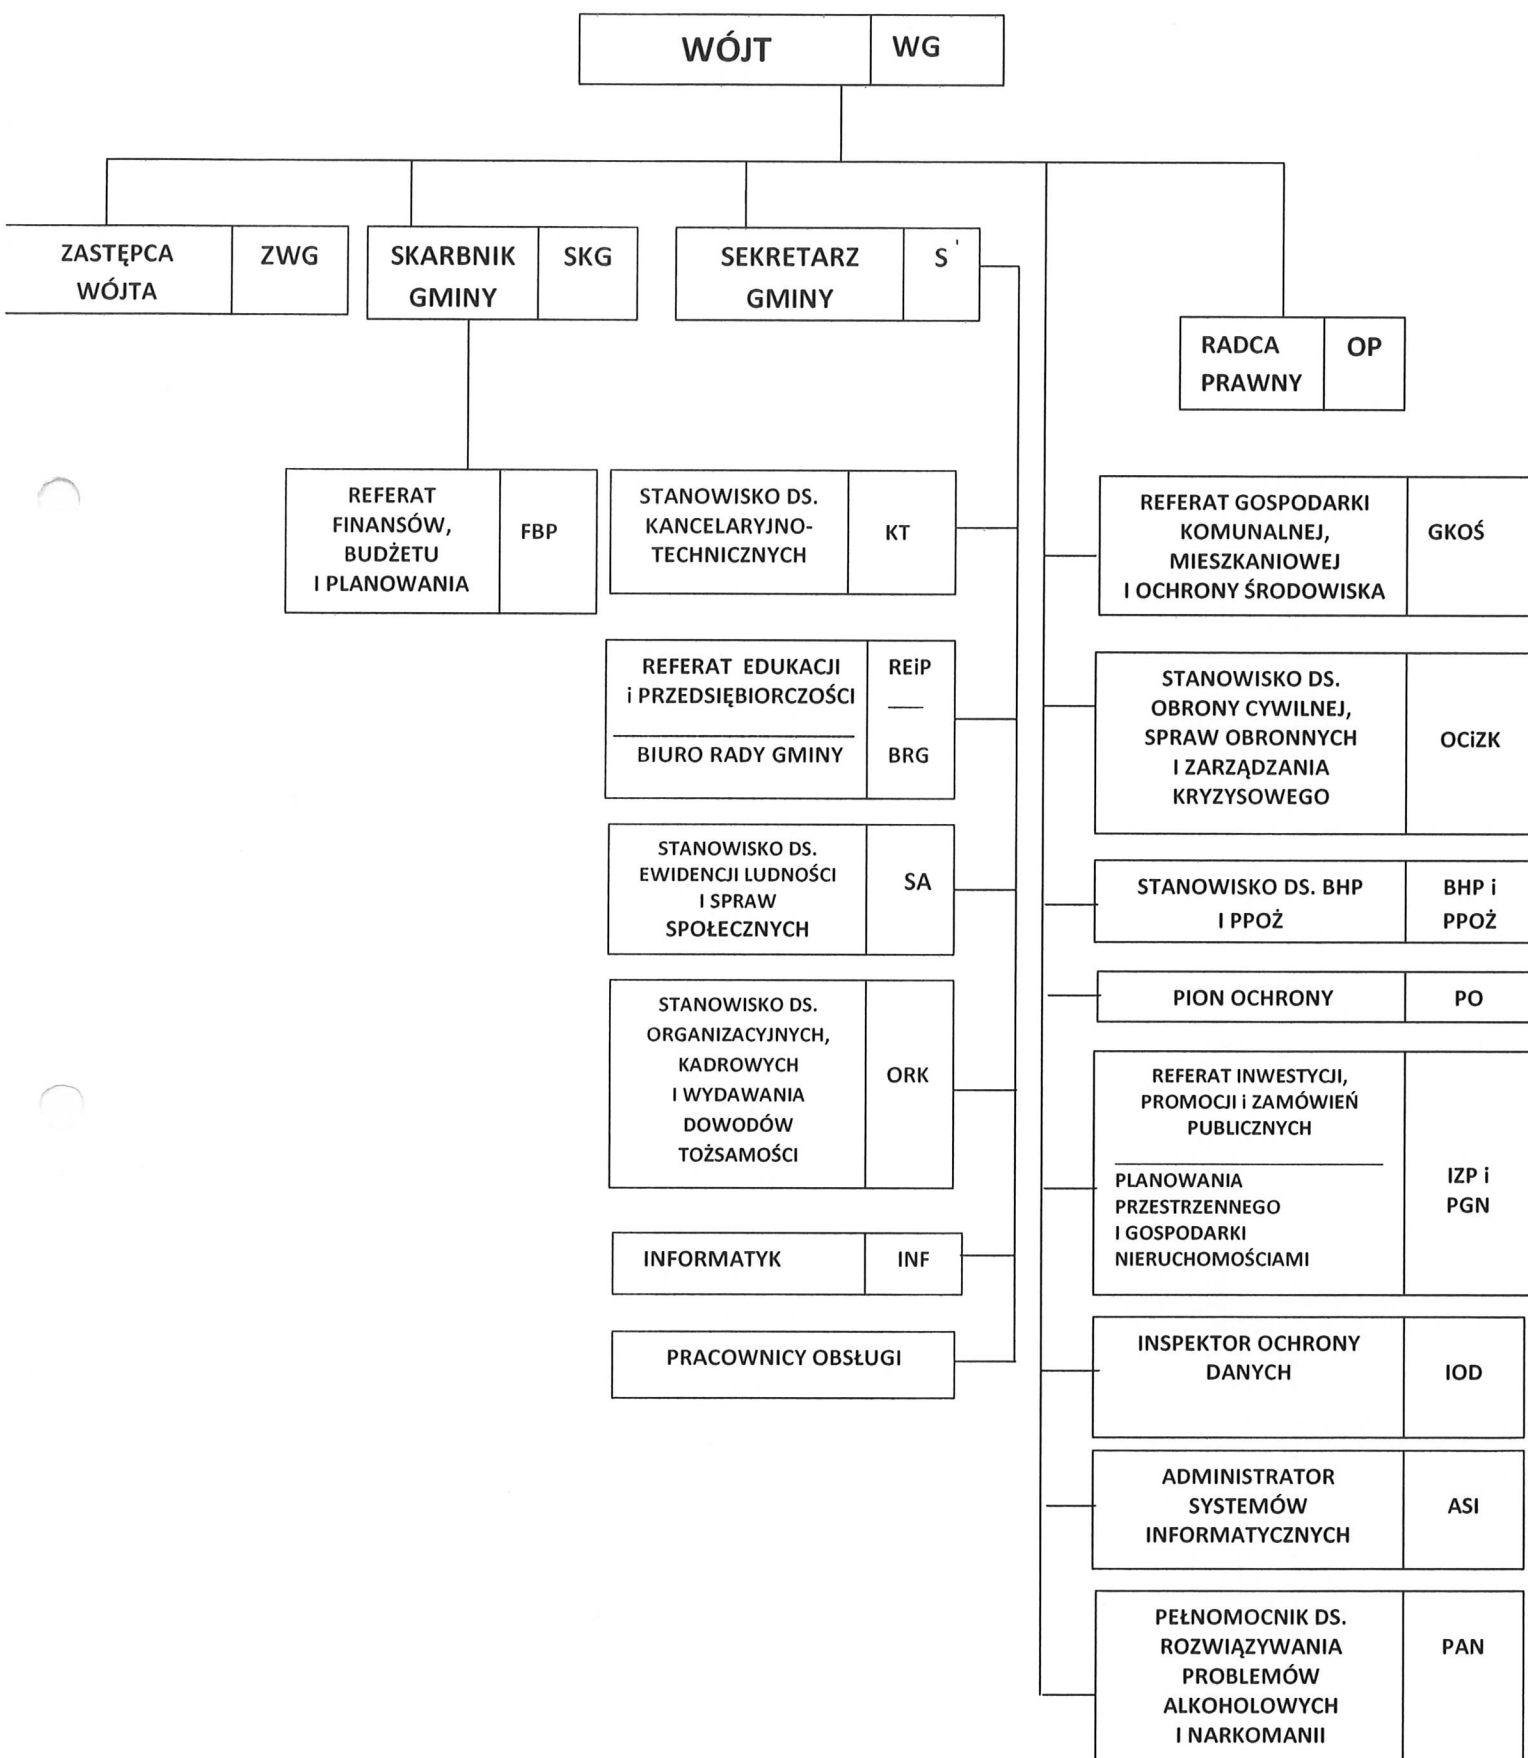 WÓJT WG
ZASTĘPCA ZWG
WÓJTA
SKARBNIK SKG
GMINY
SEKRETARZ S
GMINY
RADCA OP
PRAWNY
REFERAT
FINANSÓW,
BUDŻETU
I PLANOWANIA
FBP
STANOWISKO DS.
KANCELARYJNO-
TECHNICZNYCH
KT
REFERAT EDUKACJI REiP
i PRZEDSIĘBIORCZOŚCI
BIURO RADY GMINY BRG
STANOWISKO DS.
EWIDENCJI LUDNOŚCI
I SPRAW
SPOŁECZNYCH
SA
STANOWISKO DS.
ORGANIZACYJNYCH,
KADROWYCH
I WYDAWANIA
DOWODÓW
TOŻSAMOŚCI
ORK
INFORMATYK INF
PRACOWNICY OBSŁUGI
REFERAT GOSPODARKI
KOMUNALNEJ,
MIESZKANIOWEJ
I OCHRONY ŚRODOWISKA
GKOŚ
STANOWISKO DS.
OBRONY CYWILNEJ,
SPRAW OBRONNYCH
I ZARZĄDZANIA
KRYZYSOWEGO
OCiZK
STANOWISKO DS. BHP
I PPOŻ
BHP i
PPOŻ
PION OCHRONY PO
REFERAT INWESTYCJI,
PROMOCJI i ZAMÓWIEŃ
PUBLICZNYCH
PLANOWANIA
PRZESTRZENNEGO
I GOSPODARKI
NIERUCHOMOŚCIAMI
IZP i
PGN
INSPEKTOR OCHRONY
DANYCH
IOD
ADMINISTRATOR
SYSTEMÓW
INFORMATYCZNYCH
ASI
PEŁNOMOCNIK DS.
ROZWIĄZYWANIA
PROBLEMÓW
ALKOHOLOWYCH
I NARKOMANII
PAN